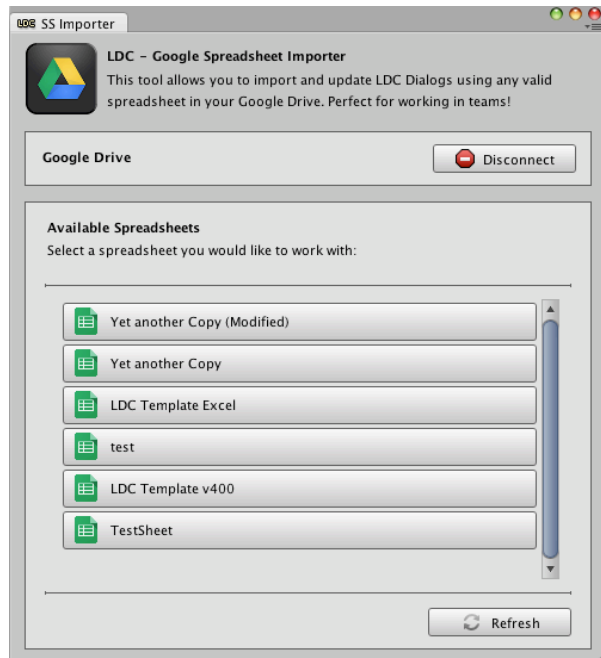 LDC SS Importer
LDC - Google Spreadsheet Importer
This tool allows you to import and update LDC Dialogs using any valid
spreadsheet in your Google Drive. Perfect for working in teams!
Google Drive
Disconnect
Available Spreadsheets
Select a spreadsheet you would like to work with:
Yet another Copy (Modified)
Yet another Copy
LDC Template Excel
test
LDC Template v400
TestSheet
Refresh